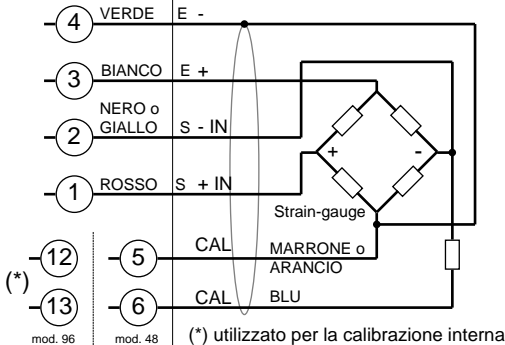 4 VERDE E -
3 BIANCO E +
NERO o
2 GIALLO S - IN
1 ROSSO S + IN
+ -
Strain-gauge
(*)
12 5 CAL MARRONE o
ARANCIO
13 6 CAL BLU
mod. 96 mod. 48 (*) utilizzato per la calibrazione interna